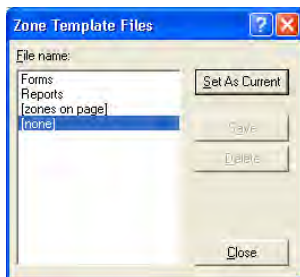 Zone Template Files
File name:
Forms
Reports
[zones on page]
[none]
Set As Current
Save
Delete
Close